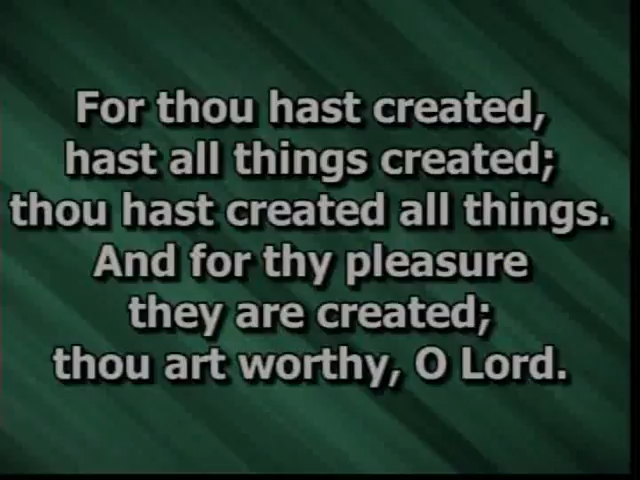 For thou hast created,
hast all things created;
thou hast created all things.
And for thy pleasure
they are created;
thou art worthy, O Lord.